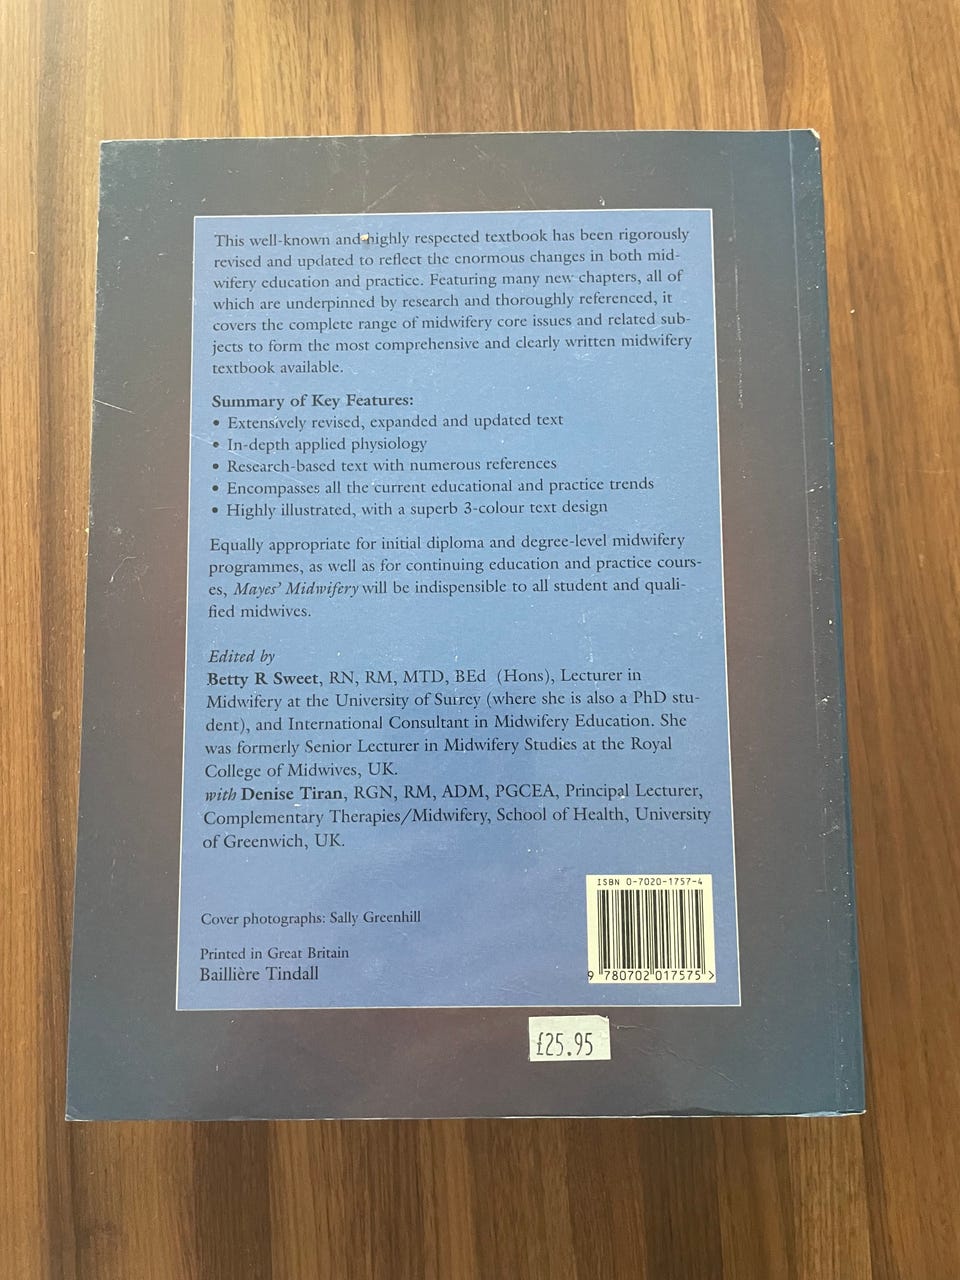 This well-known and highly respected textbook has been rigorously
revised and updated to reflect the enormous changes in both mid-
wifery education and practice. Featuring many new chapters, all of
which are underpinned by research and thoroughly referenced, it
covers the complete range of midwifery core issues and related sub-
jects to form the most comprehensive and clearly written midwifery
textbook available.
Summary of Key Features:
• Extensively revised, expanded and updated text
• In-depth applied physiology
• Research-based text with numerous references
• Encompasses all the current educational and practice trends
• Highly illustrated, with a superb 3-colour text design
Equally appropriate for initial diploma and degree-level midwifery
programmes, as well as for continuing education and practice cours-
es, Mayes' Midwifery will be indispensible to all student and quali-
fied midwives.
Edited by
Betty R Sweet, RN, RM, MTD, BEd (Hons), Lecturer in
Midwifery at the University of Surrey (where she is also a PhD stu-
dent), and International Consultant in Midwifery Education. She
was formerly Senior Lecturer in Midwifery Studies at the Royal
College of Midwives, UK.
with Denise Tiran, RGN, RM, ADM, PGCEA, Principal Lecturer,
Complementary Therapies/Midwifery, School of Health, University
of Greenwich, UK.
ISBN 0-7020-1757-4
9 780702 017575 >
Cover photographs: Sally Greenhill
Printed in Great Britain
Baillière Tindall
£25.95